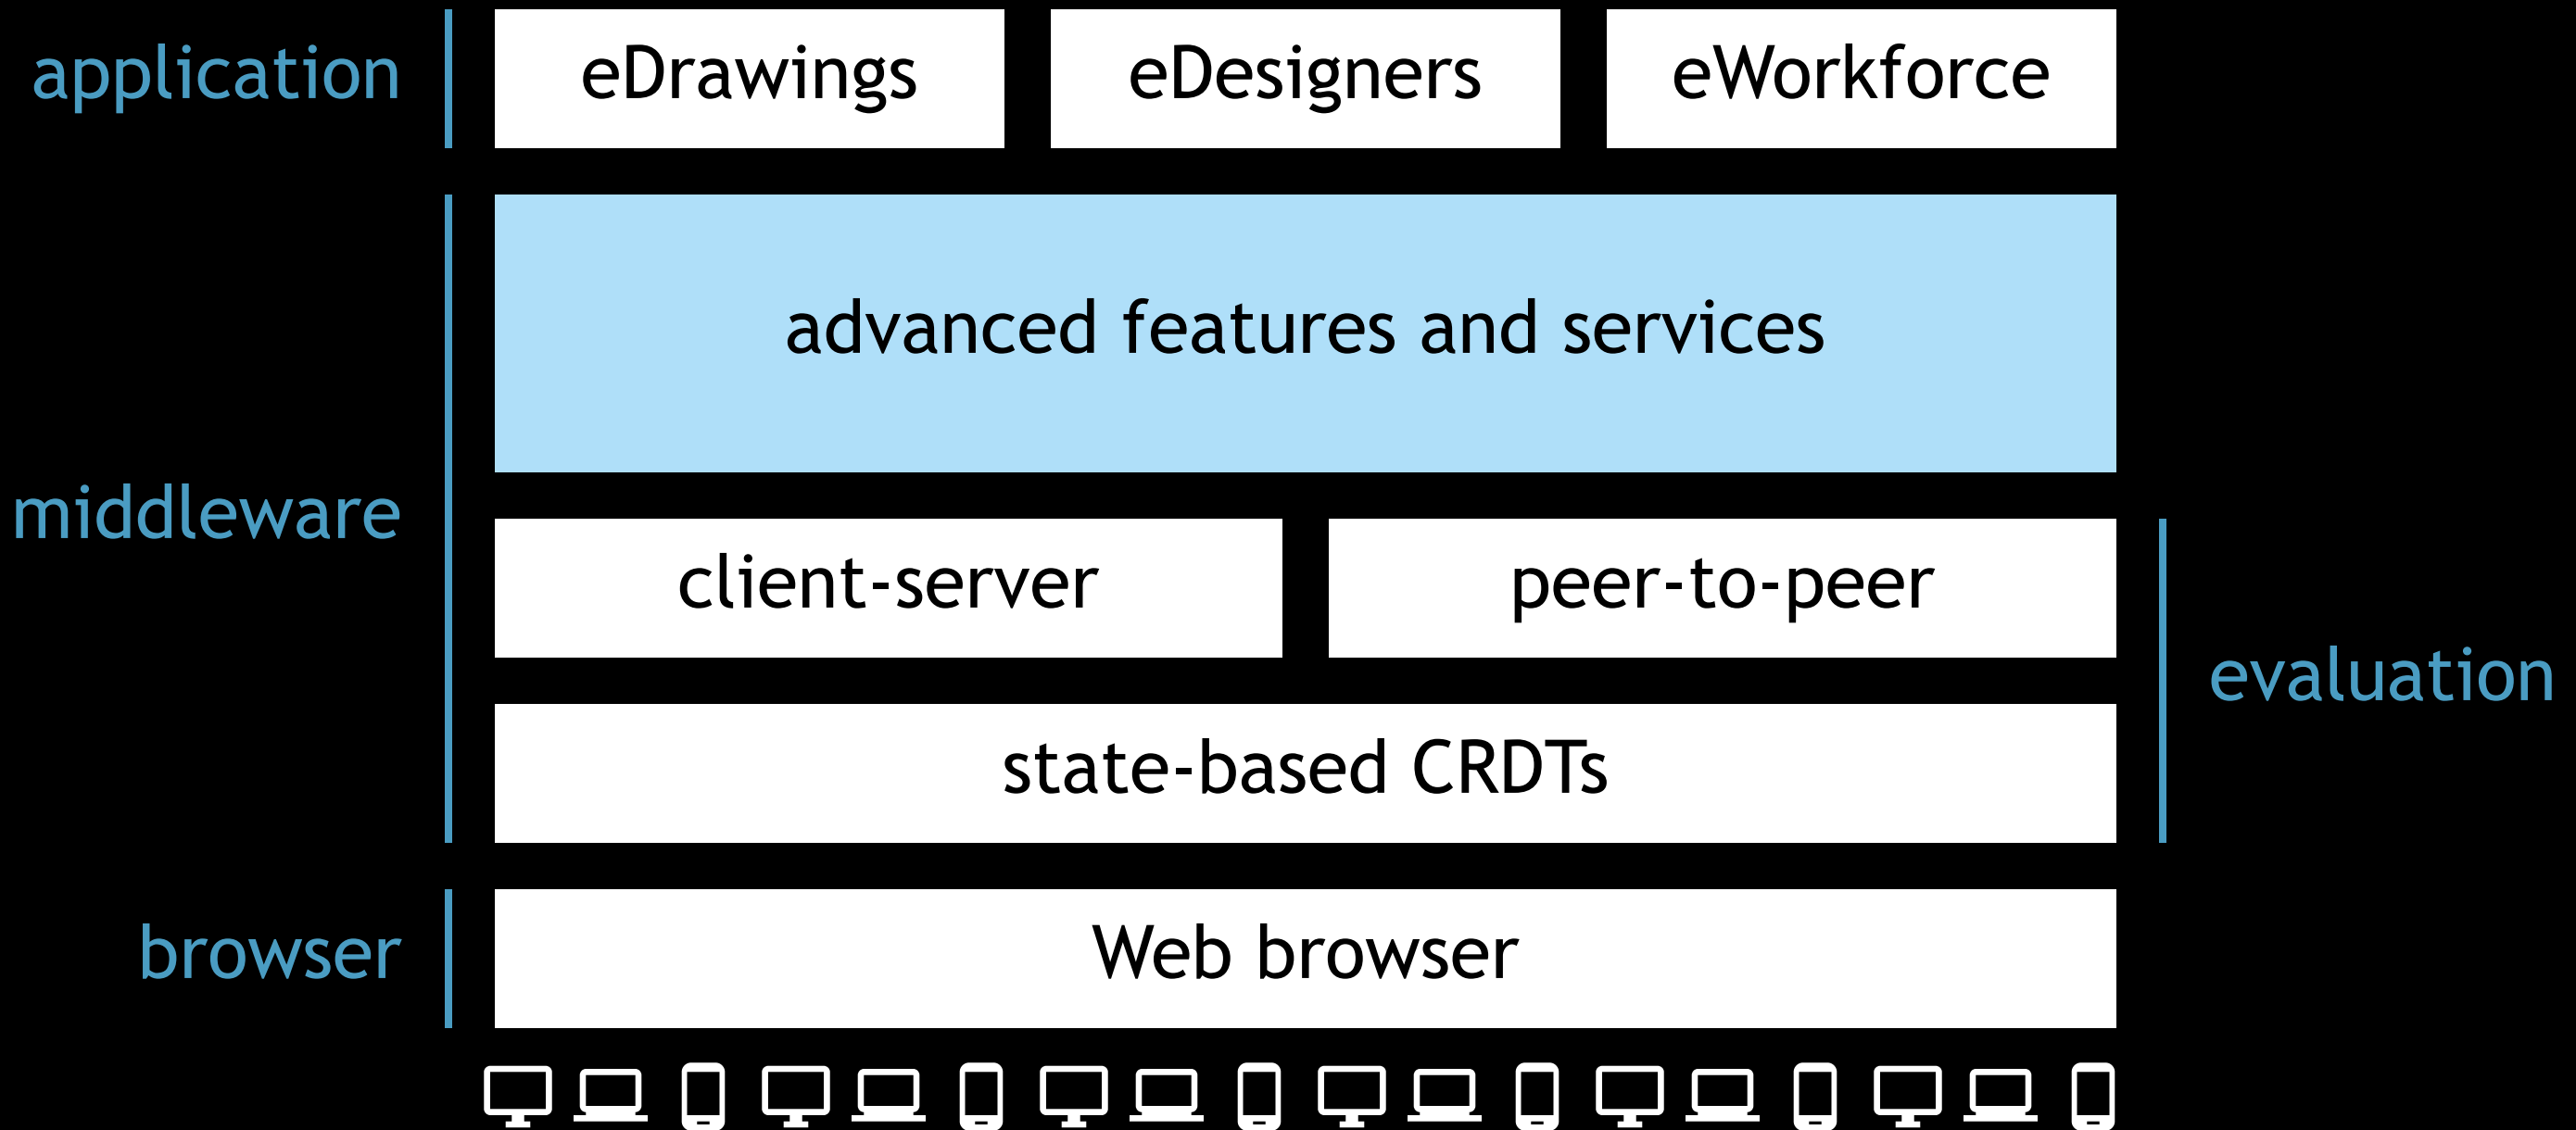 application
eDrawings
eDesigners
eWorkforce
advanced features and services
middleware
client-server
peer-to-peer
evaluation
state-based CRDTs
browser
Web browser